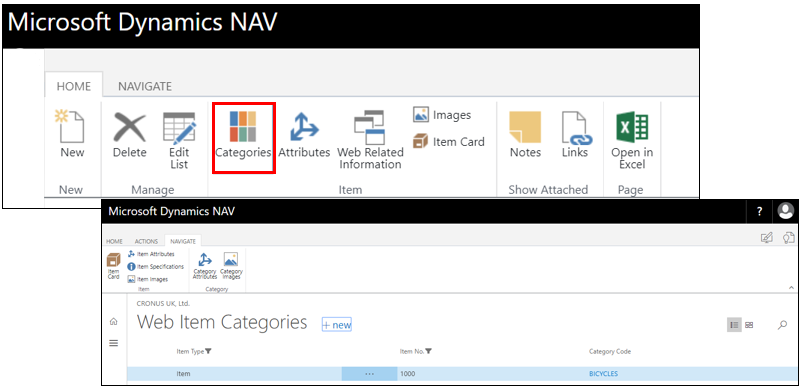 Microsoft Dynamics NAV
HOME NAVIGATE
New
Delete
Edit
List
Categories
Attributes
Web Related
Information
Images
Item Card
Notes
Links
Open in
Excel
New Manage Item Show Attached Page
Microsoft Dynamics NAV ?
HOME ACTIONS NAVIGATE
Item
Card
Item Attributes
Item Specifications
Item Images
Category
Attributes
Category
Images
Item Category
CRONUS UK, Ltd.
Web Item Categories + new
Item Type Item No. Category Code
Item ... 1000 BICYCLES